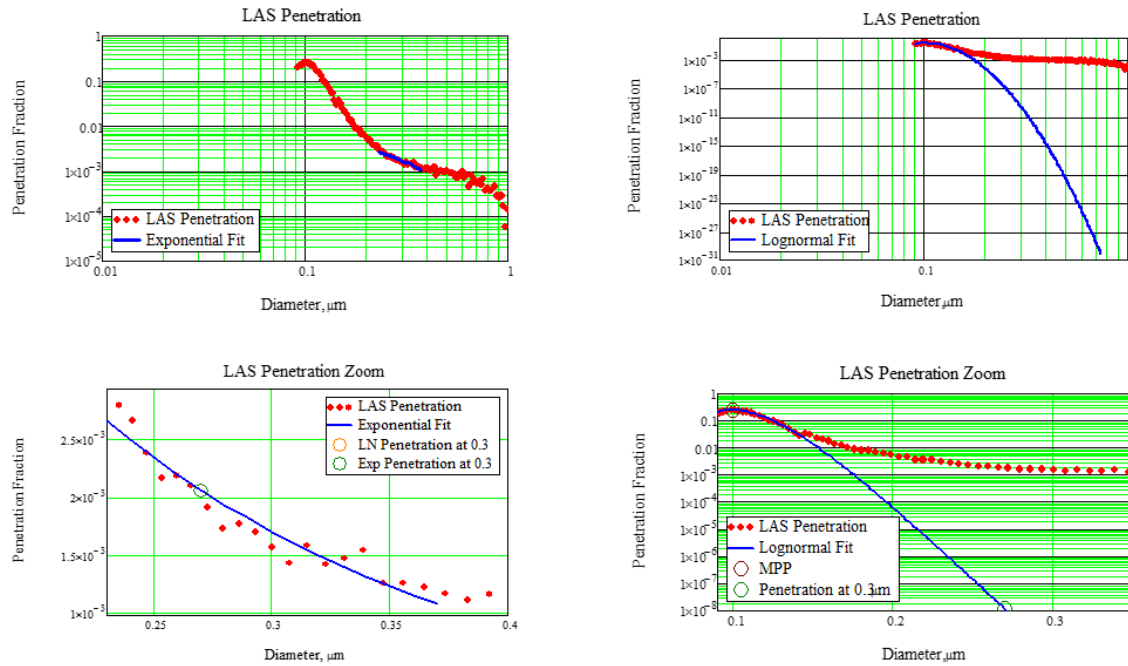 LAS Penetration
Penetration Fraction
1
0.1
0.01
1×10⁻³
1×10⁻⁴
1×10⁻⁵
LAS Penetration
Exponential Fit
0.01
0.1
1
Diameter, μm
LAS Penetration
Penetration Fraction
1×10⁻³
1×10⁻⁷
1×10⁻¹¹
1×10⁻¹⁵
1×10⁻¹⁹
1×10⁻²³
1×10⁻²⁷
1×10⁻³¹
LAS Penetration
Lognormal Fit
0.01
0.1
Diameter,μm
LAS Penetration Zoom
Penetration Fraction
2.5×10⁻³
2×10⁻³
1.5×10⁻³
1×10⁻³
LAS Penetration
Exponential Fit
LN Penetration at 0.3
Exp Penetration at 0.3
0.25
0.3
0.35
0.4
Diameter, μm
LAS Penetration Zoom
Penetration Fraction
1
0.1
0.01
1×10⁻³
1×10⁻⁴
1×10⁻⁵
1×10⁻⁶
1×10⁻⁷
1×10⁻⁸
LAS Penetration
Lognormal Fit
MPP
Penetration at 0.3μm
0.1
0.2
0.3
Diameter,μm